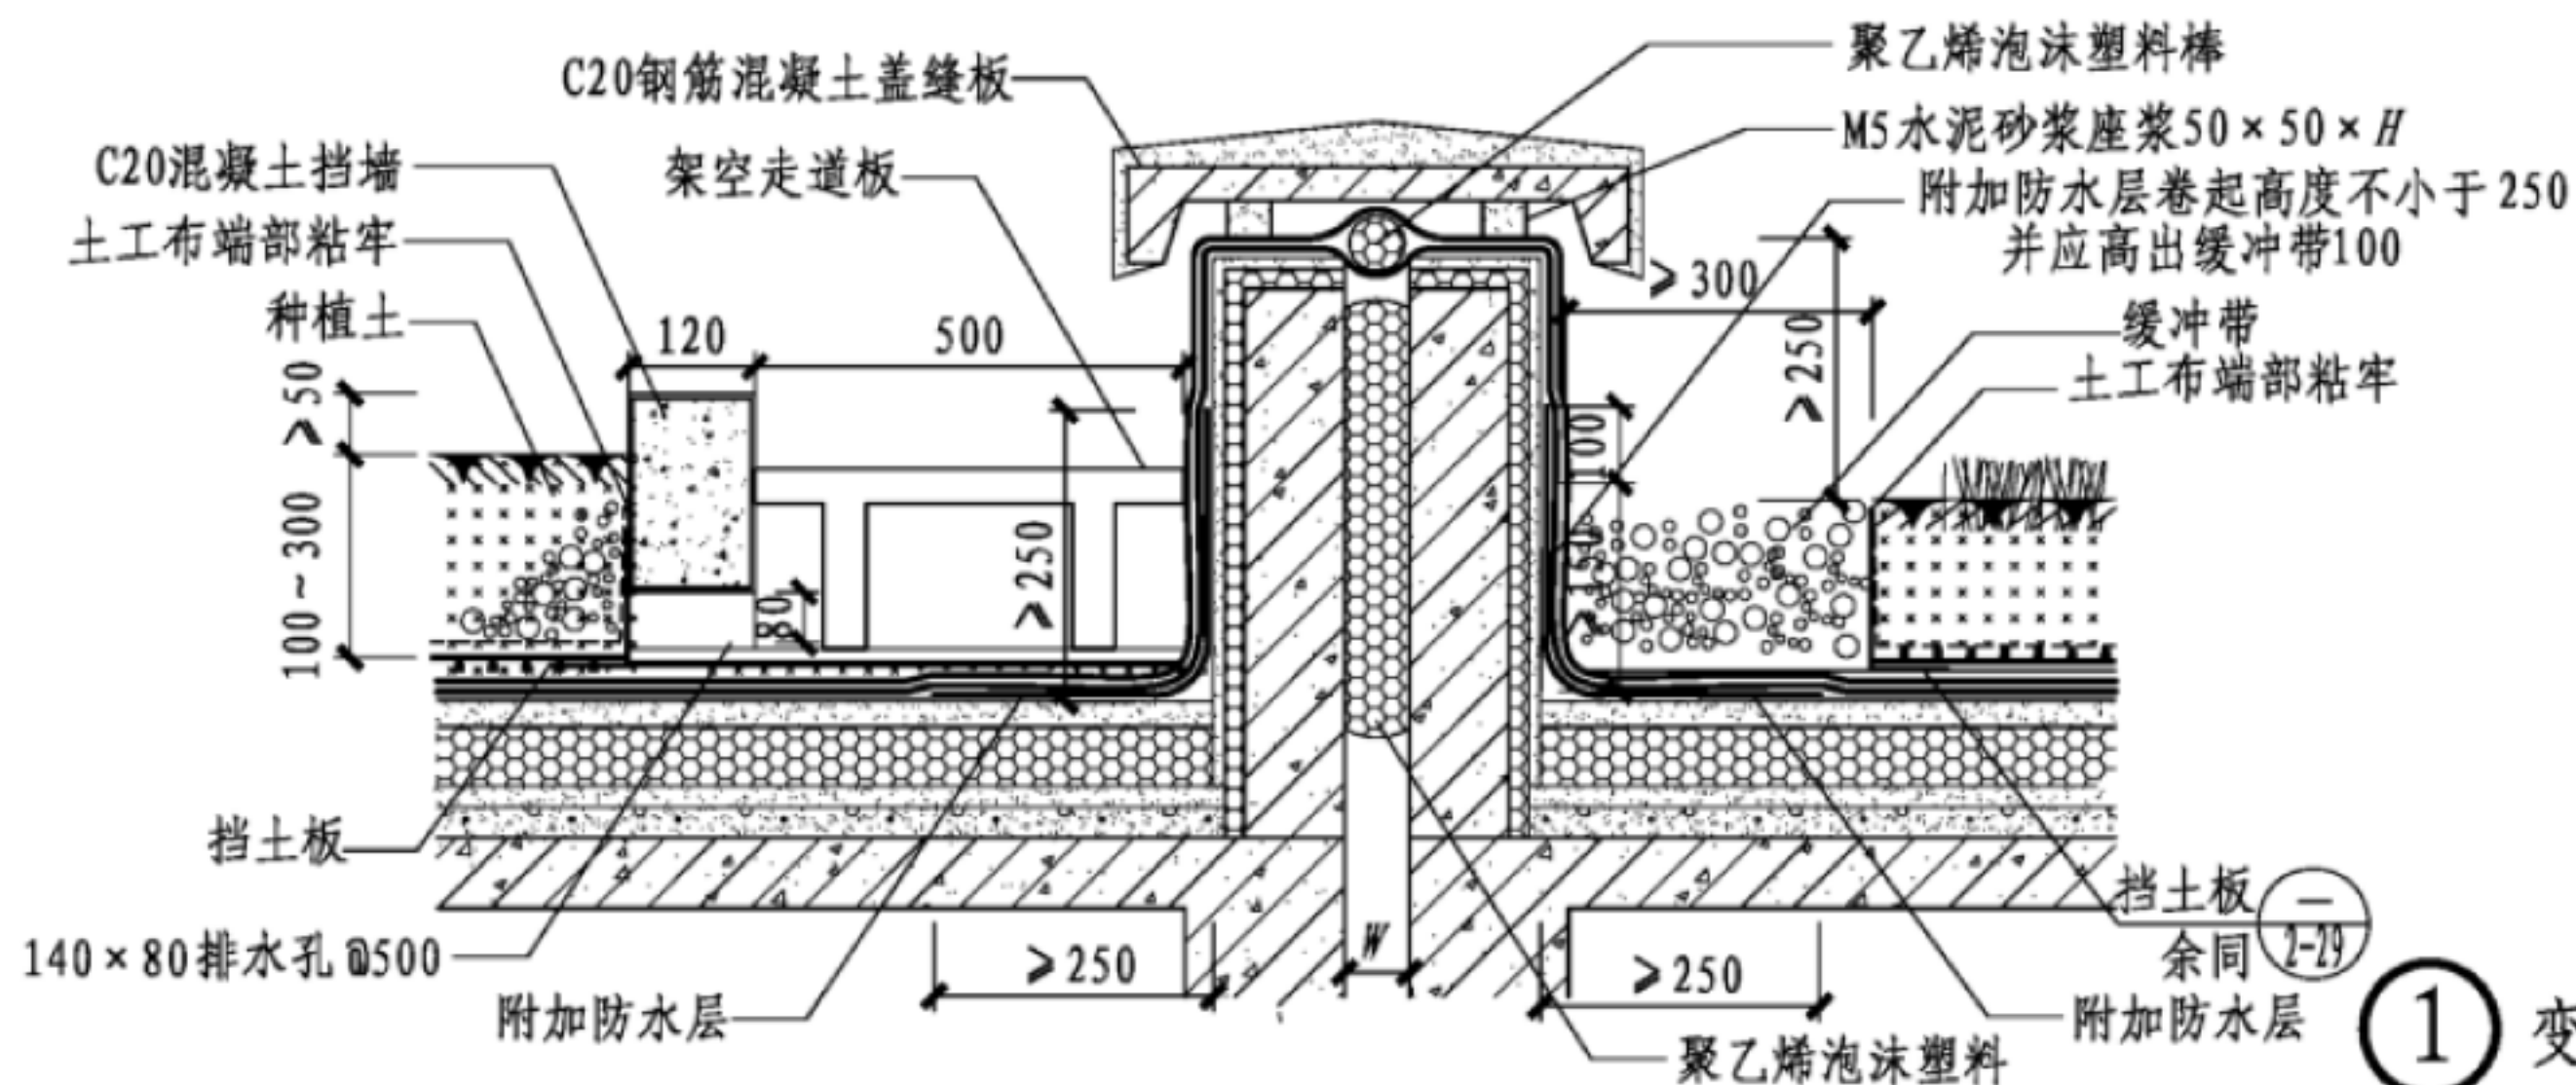 聚乙烯泡沫塑料棒
C20钢筋混凝土盖缝板
M5水泥砂浆座浆50×50×H
C20混凝土挡墙
架空走道板
附加防水层卷起高度不小于250
并应高出缓冲带100
土工布端部粘牢
≥300
种植土
缓冲带
120
500
≥250
土工布端部粘牢
≥50
100
100~300
≥250
80
≥150
挡土板
挡土板
一
余同
2-29
140×80排水孔@500
≥250
W
≥250
附加防水层
附加防水层
聚乙烯泡沫塑料
1
变